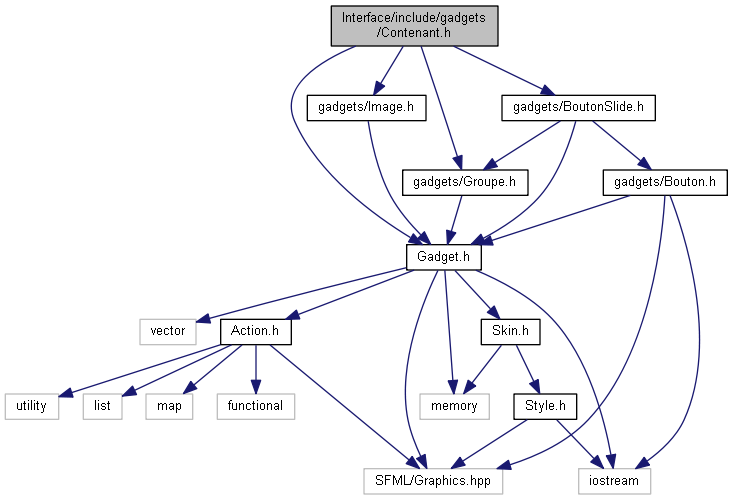 Interface/include/gadgets
/Contenant.h
gadgets/Image.h
gadgets/BoutonSlide.h
gadgets/Groupe.h
gadgets/Bouton.h
Gadget.h
vector
Action.h
Skin.h
utility
list
map
functional
memory
Style.h
SFML/Graphics.hpp
iostream